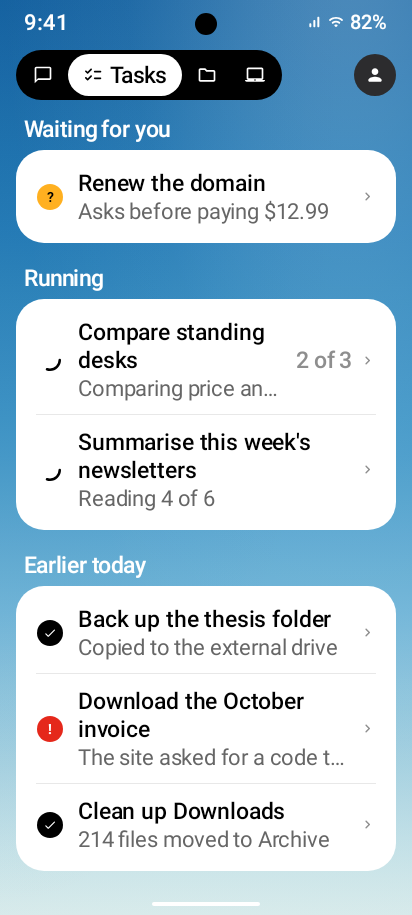 9:41
82%
Tasks
Waiting for you
?
Renew the domain
Asks before paying $12.99
Running
Compare standing
desks
2 of 3
Comparing price an...
Summarise this week's
newsletters
Reading 4 of 6
Earlier today
Back up the thesis folder
Copied to the external drive
Download the October
invoice
!
The site asked for a code t...
Clean up Downloads
214 files moved to Archive